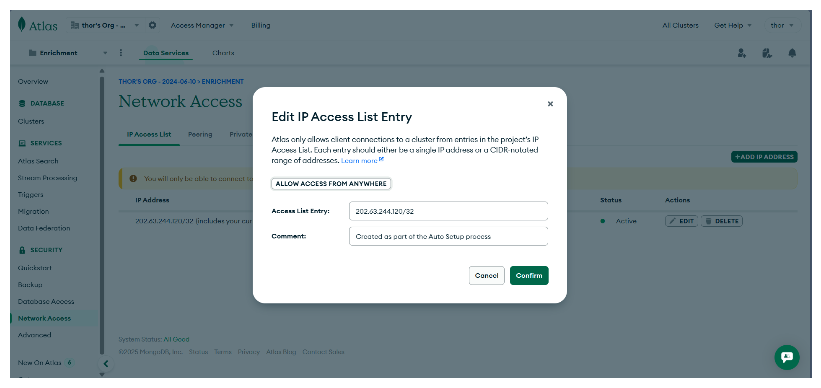 Atlas
thor's Org - ...
Access Manager
Billing
All Clusters
Get Help
thor
Enrichment
Data Services
Charts
Overview
DATABASE
Clusters
SERVICES
Atlas Search
Stream Processing
Triggers
Migration
Data Federation
SECURITY
Quickstart
Backup
Database Access
Network Access
Advanced
New On Atlas 6
THOR'S ORG - 2024-06-10 > ENRICHMENT
Network Access
IP Access List
Peering
Private
+ADD IP ADDRESS
You will only be able to connect to
IP Address
Status
Actions
202.63.244.120/32 (includes your cur
Active
EDIT
DELETE
Edit IP Access List Entry
Atlas only allows client connections to a cluster from entries in the project's IP
Access List. Each entry should either be a single IP address or a CIDR-notated
range of addresses. Learn more
ALLOW ACCESS FROM ANYWHERE
Access List Entry:
202.63.244.120/32
Comment:
Created as part of the Auto Setup process
Cancel
Confirm
System Status: All Good
©2025 MongoDB, Inc. Status Terms Privacy Atlas Blog Contact Sales